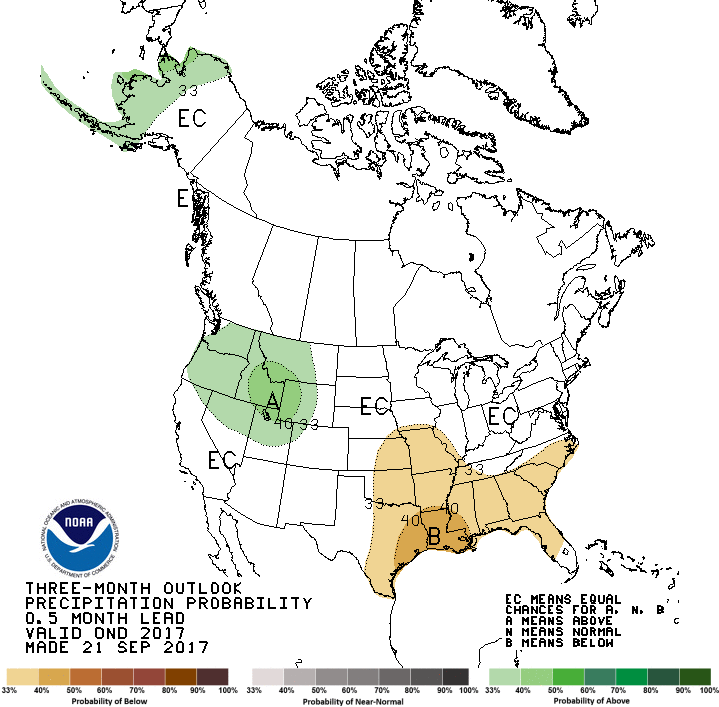 33
EC
E
A
40 33
EC
EC
EC
33
33
40
40
B
NATIONAL OCEANIC AND ATMOSPHERIC ADMINISTRATION
NOAA
U.S. DEPARTMENT OF COMMERCE
THREE-MONTH OUTLOOK
PRECIPITATION PROBABILITY
0.5 MONTH LEAD
VALID OND 2017
MADE 21 SEP 2017
EC MEANS EQUAL
CHANCES FOR A, N, B
A MEANS ABOVE
N MEANS NORMAL
B MEANS BELOW
33% 40% 50% 60% 70% 80% 90% 100%
Probability of Below
33% 40% 50% 60% 70% 80% 90% 100%
Probability of Near-Normal
33% 40% 50% 60% 70% 80% 90% 100%
Probability of Above